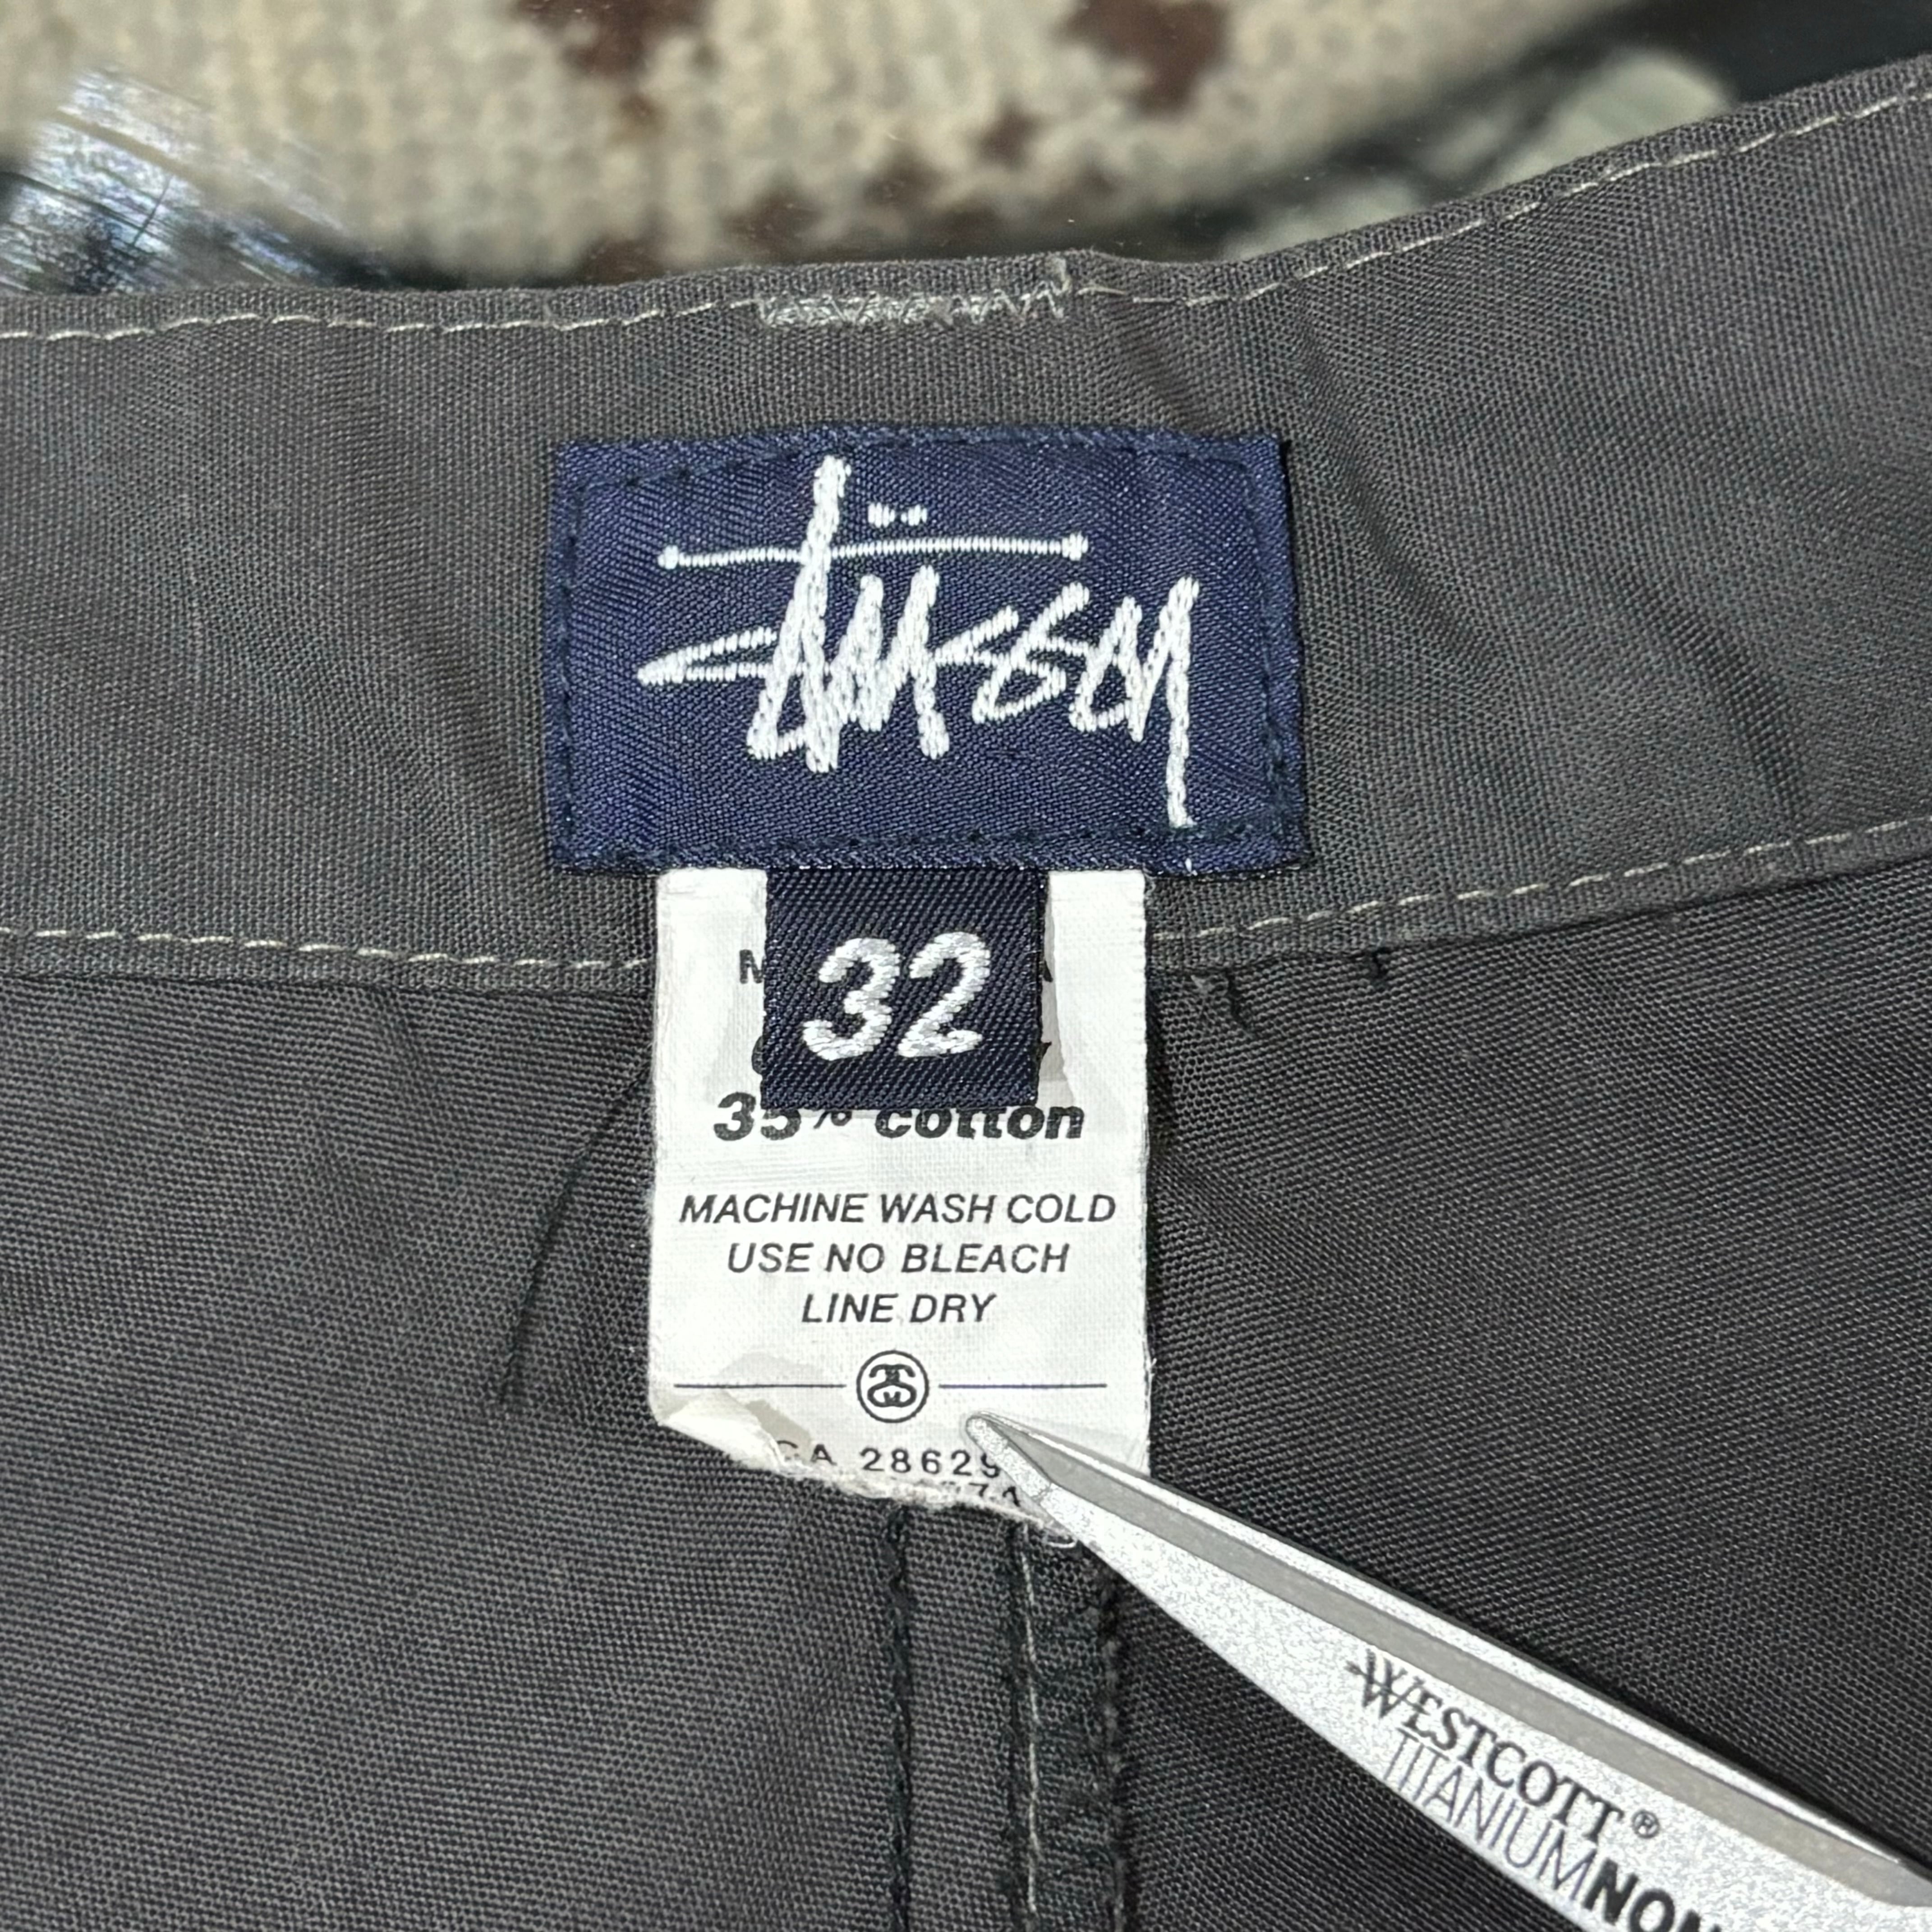 Stüssy
32
35% cotton
MACHINE WASH COLD
USE NO BLEACH
LINE DRY
CA 28629
WESTCOTT®
TITANIUM